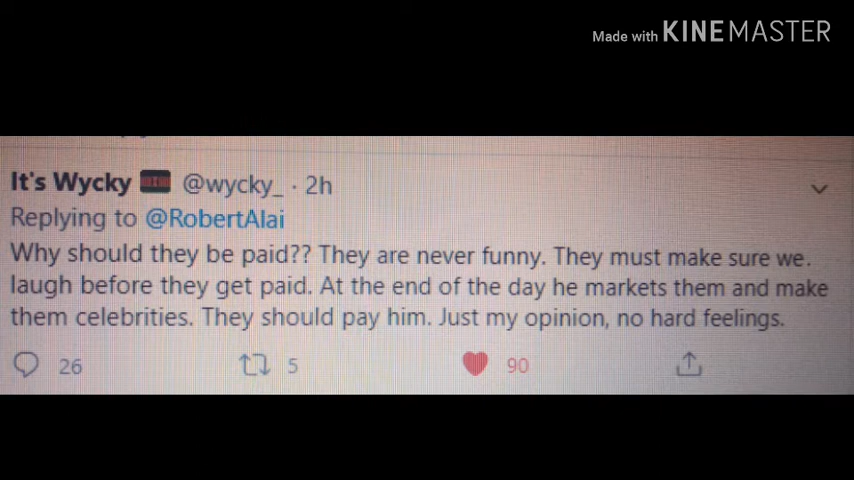 Made with KINEMASTER
It's Wycky @wycky_ · 2h
Replying to @RobertAlai
Why should they be paid?? They are never funny. They must make sure we.
laugh before they get paid. At the end of the day he markets them and make
them celebrities. They should pay him. Just my opinion, no hard feelings.
26 5 90